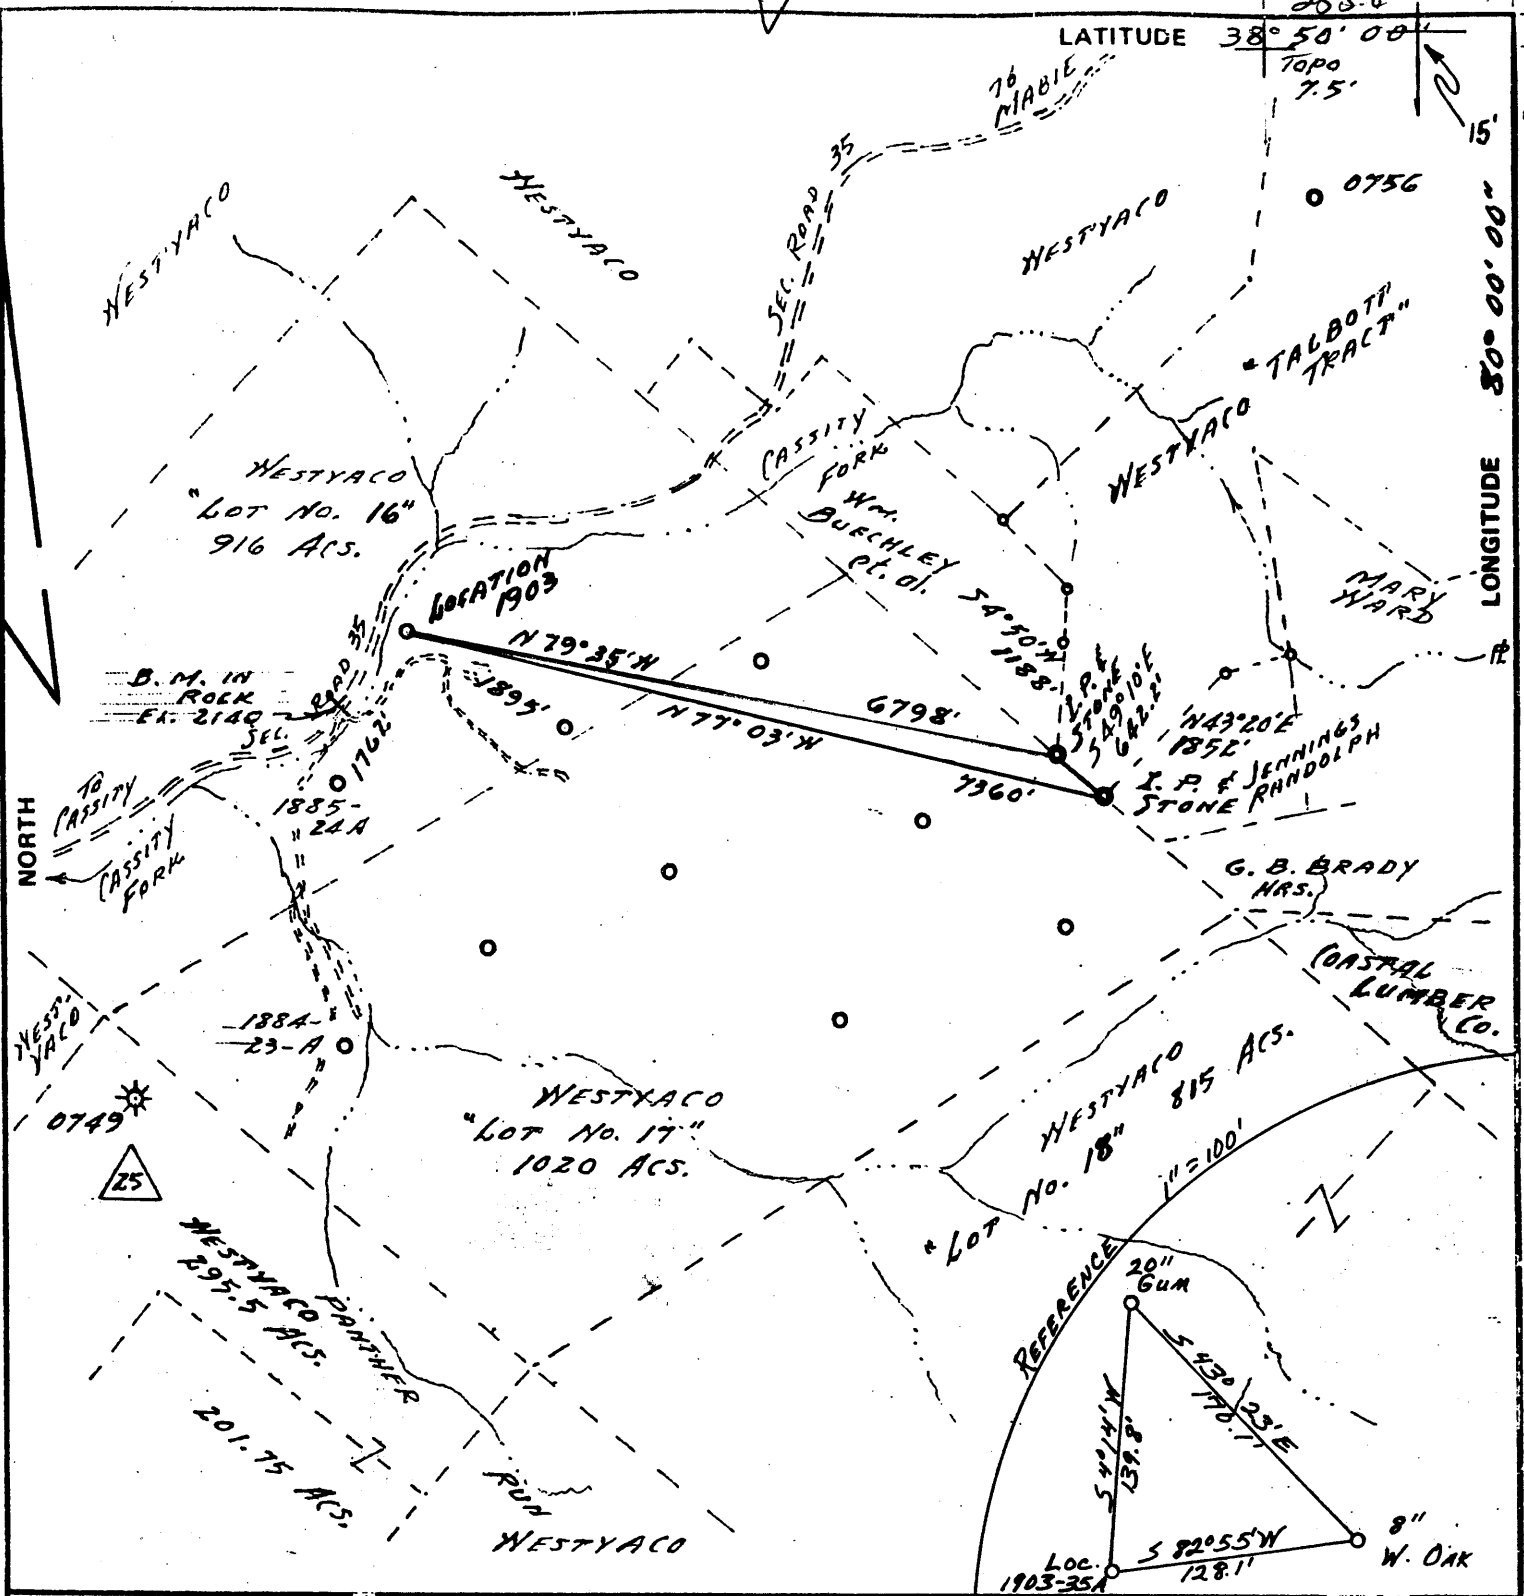 LATITUDE 38° 50' 00"
TOPO
7.5'
15'
TO
MABIE
35
SEC. ROAD
0756
LONGITUDE 80° 00' 00"
WESTYACO
WESTYACO
WESTYACO
"TALBOTT
TRACT"
WESTYACO
WESTYACO
"LOT NO. 16"
916 ACS.
CASSITY
FORK
WM.
BUECHLEY
et. al.
MARY
WARD
LOCATION
1903
S 4° 50' W
1188'
N 79° 35' W
6798'
N 77° 03' W
7360'
I.P. &
STONE
S 49° 10' E
642.2'
N 43° 20' E
1852'
I. P. & JENNINGS
STONE RANDOLPH
B. M. IN
ROCK
EL. 2140
SEC.
ROAD 35
1895'
1762'
1885-
24A
NORTH
TO
CASSITY
CASSITY
FORK
G. B. BRADY
HRS.
COASTAL
LUMBER
CO.
WEST-
YACO
1884-
23-A
0749
25
WESTYACO
"LOT NO. 17"
1020 ACS.
WESTYACO
"LOT NO. 18" 815 ACS.
WESTYACO
295.5 ACS.
PANTHER
RUN
201.75 ACS.
WESTYACO
REFERENCE 1" = 100'
20"
GUM
S 43° 23' E
170.1'
S 4° 14' W
139.8'
S 82° 55' W
128.1'
8"
W. OAK
LOC.
1903-35A